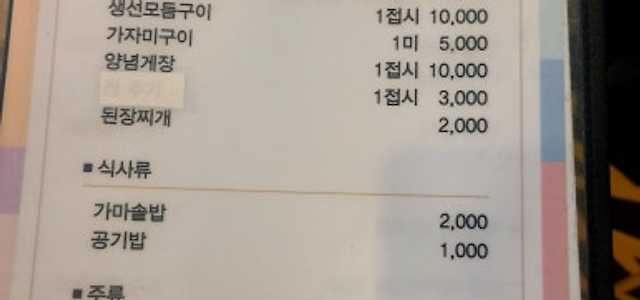 생선모듬구이 1접시 10,000
가자미구이 1미 5,000
양념게장 1접시 10,000
1접시 3,000
된장찌개 2,000
■ 식사류
가마솥밥 2,000
공기밥 1,000
■ 주류